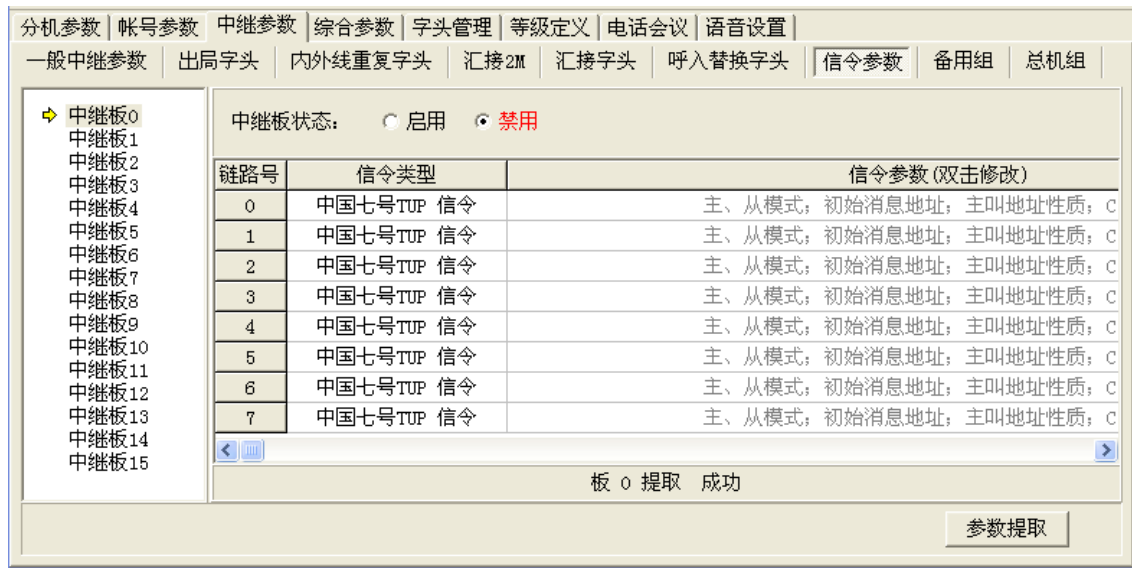 分机参数 帐号参数 中继参数 综合参数 字头管理 等级定义 电话会议 语音设置
一般中继参数 出局字头 内外线重复字头 汇接2M 汇接字头 呼入替换字头 信令参数 备用组 总机组
中继板0
中继板1
中继板2
中继板3
中继板4
中继板5
中继板6
中继板7
中继板8
中继板9
中继板10
中继板11
中继板12
中继板13
中继板14
中继板15
中继板状态: 启用 禁用
链路号 信令类型 信令参数(双击修改)
0 中国七号TUP 信令 主、从模式; 初始消息地址; 主叫地址性质; C
1 中国七号TUP 信令 主、从模式; 初始消息地址; 主叫地址性质; C
2 中国七号TUP 信令 主、从模式; 初始消息地址; 主叫地址性质; C
3 中国七号TUP 信令 主、从模式; 初始消息地址; 主叫地址性质; C
4 中国七号TUP 信令 主、从模式; 初始消息地址; 主叫地址性质; C
5 中国七号TUP 信令 主、从模式; 初始消息地址; 主叫地址性质; C
6 中国七号TUP 信令 主、从模式; 初始消息地址; 主叫地址性质; C
7 中国七号TUP 信令 主、从模式; 初始消息地址; 主叫地址性质; C
板 0 提取 成功
参数提取